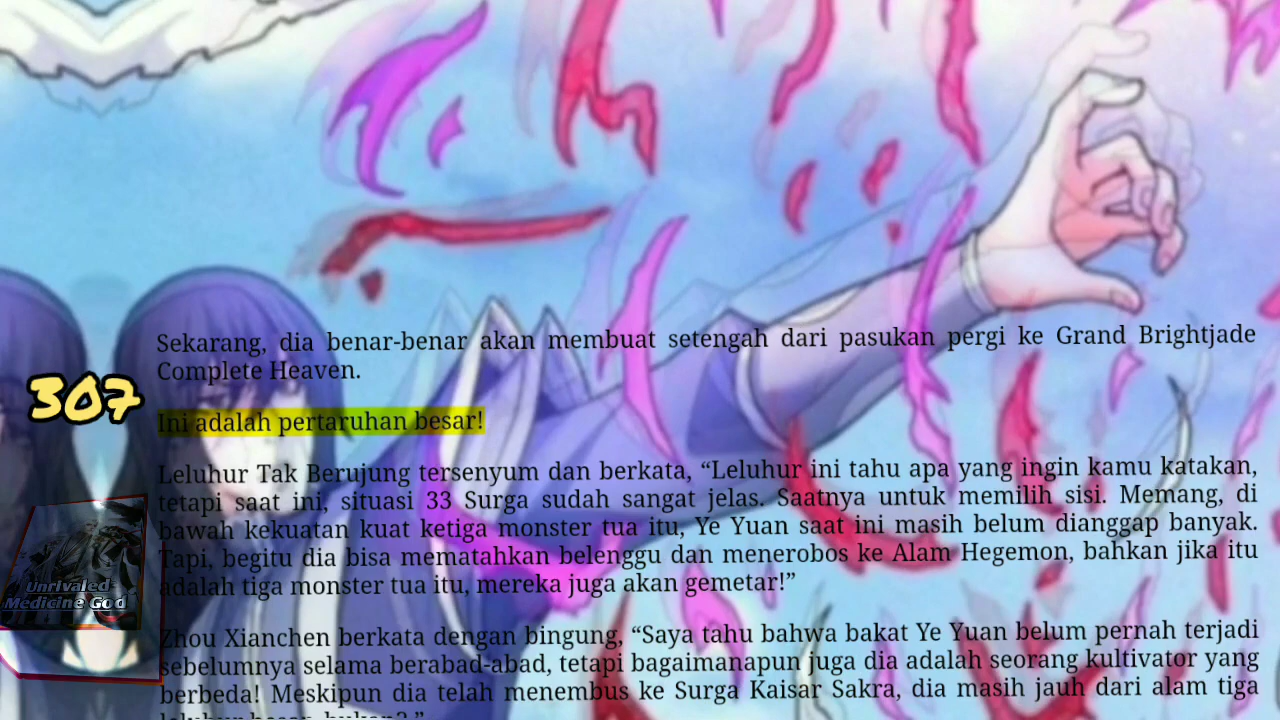 Sekarang, dia benar-benar akan membuat setengah dari pasukan pergi ke Grand Brightjade
Complete Heaven.
307
Ini adalah pertaruhan besar!
Leluhur Tak Berujung tersenyum dan berkata, “Leluhur ini tahu apa yang ingin kamu katakan,
tetapi saat ini, situasi 33 Surga sudah sangat jelas. Saatnya untuk memilih sisi. Memang, di
bawah kekuatan kuat ketiga monster tua itu, Ye Yuan saat ini masih belum dianggap banyak.
Tapi, begitu dia bisa mematahkan belenggu dan menerobos ke Alam Hegemon, bahkan jika itu
adalah tiga monster tua itu, mereka juga akan gemetar!”
Unrivaled
Medicine God
Zhou Xianchen berkata dengan bingung, “Saya tahu bahwa bakat Ye Yuan belum pernah terjadi
sebelumnya selama berabad-abad, tetapi bagaimanapun juga dia adalah seorang kultivator yang
berbeda! Meskipun dia telah menembus ke Surga Kaisar Sakra, dia masih jauh dari alam tiga
leluhur besar, bukan?”